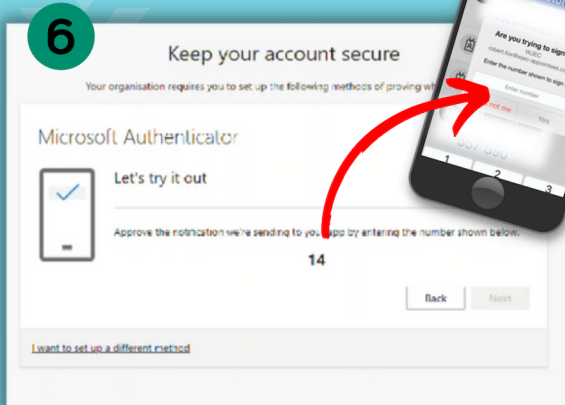 6
Keep your account secure
Your organisation requires you to set up the following methods of proving wh
Microsoft Authenticator
Let's try it out
Approve the notification we're sending to your app by entering the number shown below.
14
Back
Next
I want to set up a different method
Are you trying to sign
WJEC
Enter the number shown to sign
Enter number
not me
Yes
1
2
3